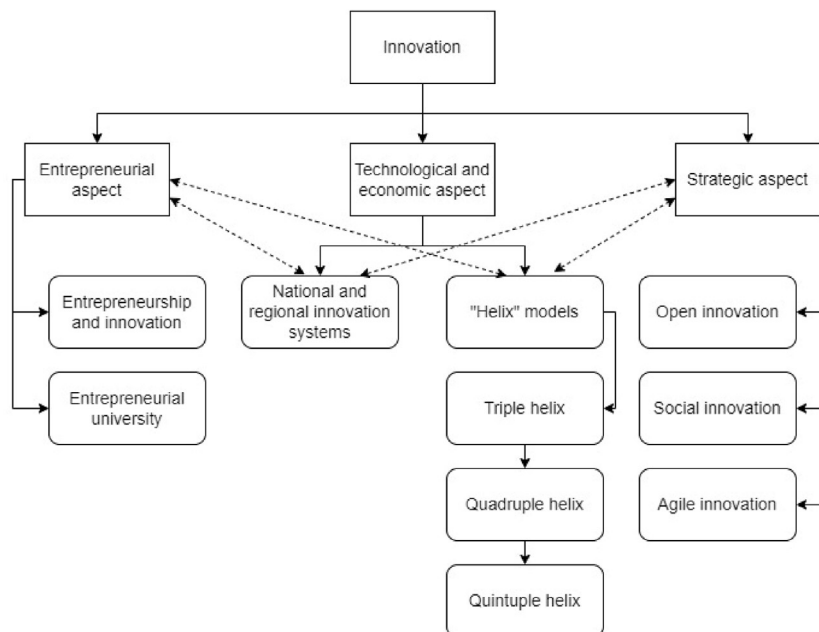 Innovation
Entrepreneurial
aspect
Technological and
economic aspect
Strategic aspect
Entrepreneurship
and innovation
National and
regional innovation
systems
"Helix" models
Open innovation
Entrepreneurial
university
Triple helix
Social innovation
Quadruple helix
Agile innovation
Quintuple helix